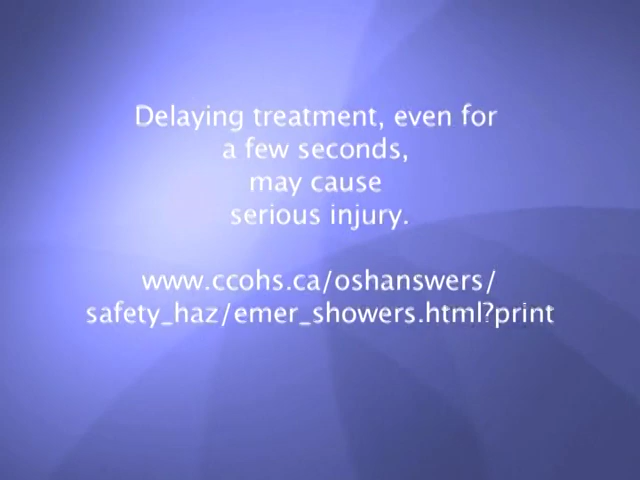 Delaying treatment, even for
a few seconds,
may cause
serious injury.
www.ccohs.ca/oshanswers/
safety_haz/emer_showers.html?print